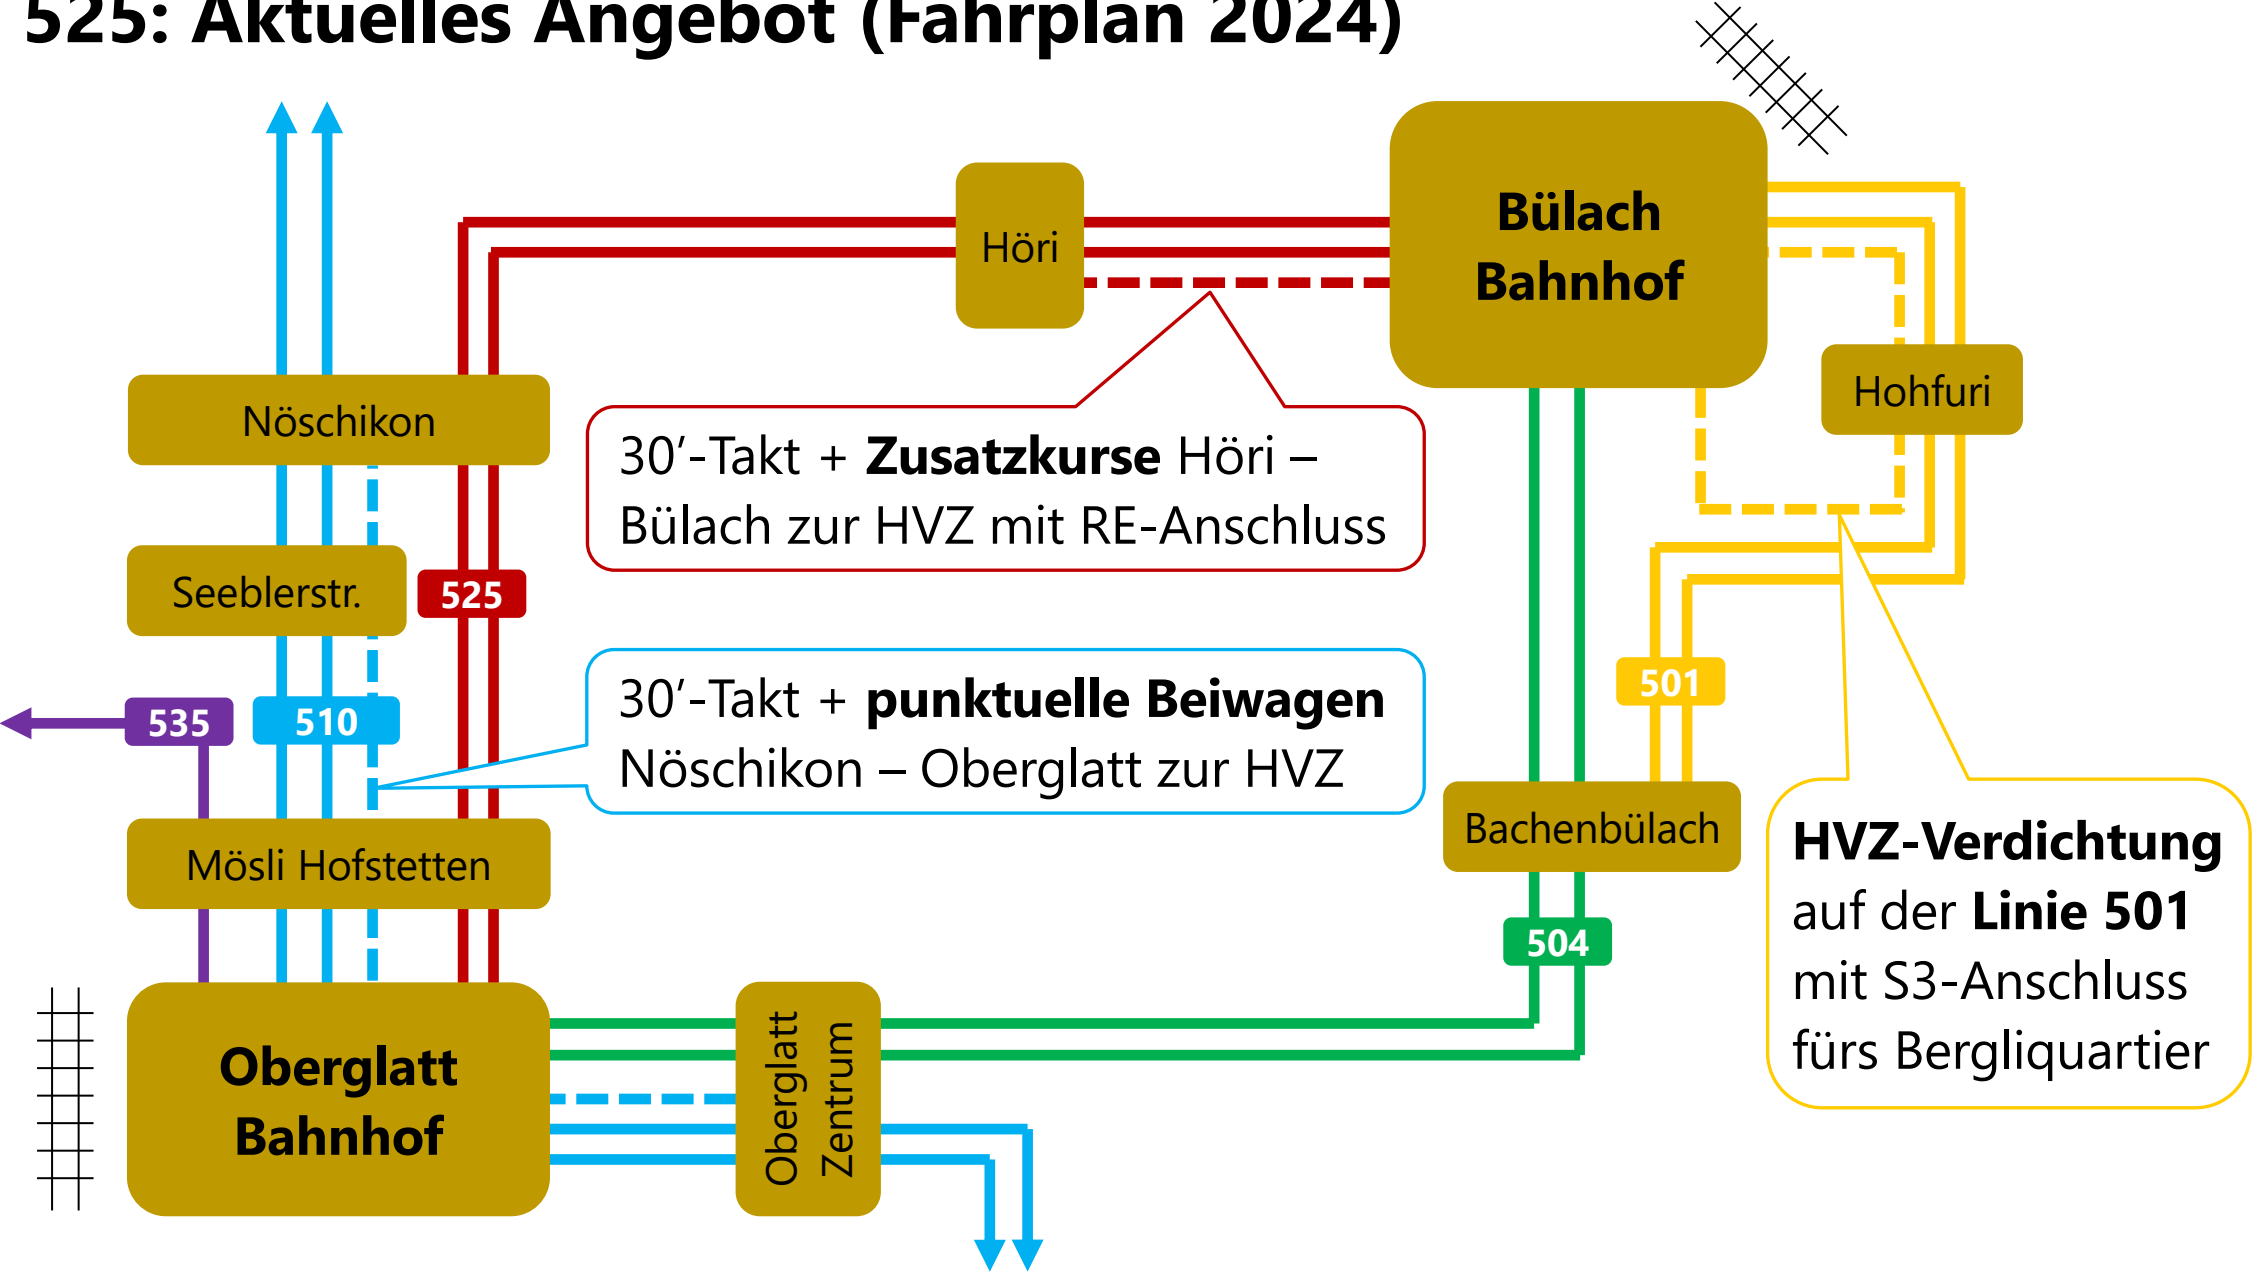 525: Aktuelles Angebot (Fahrplan 2024)
Bülach
Bahnhof
Höri
Hohfuri
Nöschikon
30′-Takt + Zusatzkurse Höri –
Bülach zur HVZ mit RE-Anschluss
Seeblerstr.
525
30′-Takt + punktuelle Beiwagen
Nöschikon – Oberglatt zur HVZ
501
535
510
Bachenbülach
Mösli Hofstetten
HVZ-Verdichtung
auf der Linie 501
mit S3-Anschluss
fürs Bergliquartier
504
Oberglatt
Bahnhof
Oberglatt
Zentrum